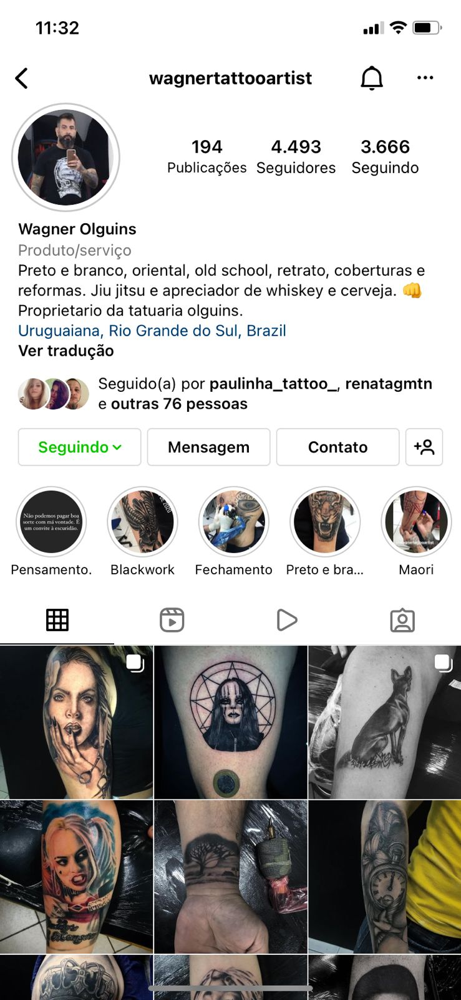 11:32
wagnertattooartist
194
Publicações
4.493
Seguidores
3.666
Seguindo
Wagner Olguins
Produto/serviço
Preto e branco, oriental, old school, retrato, coberturas e
reformas. Jiu jitsu e apreciador de whiskey e cerveja. 👊
Proprietario da tatuaria olguins.
Uruguaiana, Rio Grande do Sul, Brazil
Ver tradução
Seguido(a) por paulinha_tattoo_, renatagmtn
e outras 76 pessoas
Seguindo
Mensagem
Contato
Não podemos pagar boa
sorte com má vontade. É
um convite à escuridão.
DE 2020
wagnertattooartist
Pensamento.
Blackwork
Fechamento
Preto e bra...
Maori